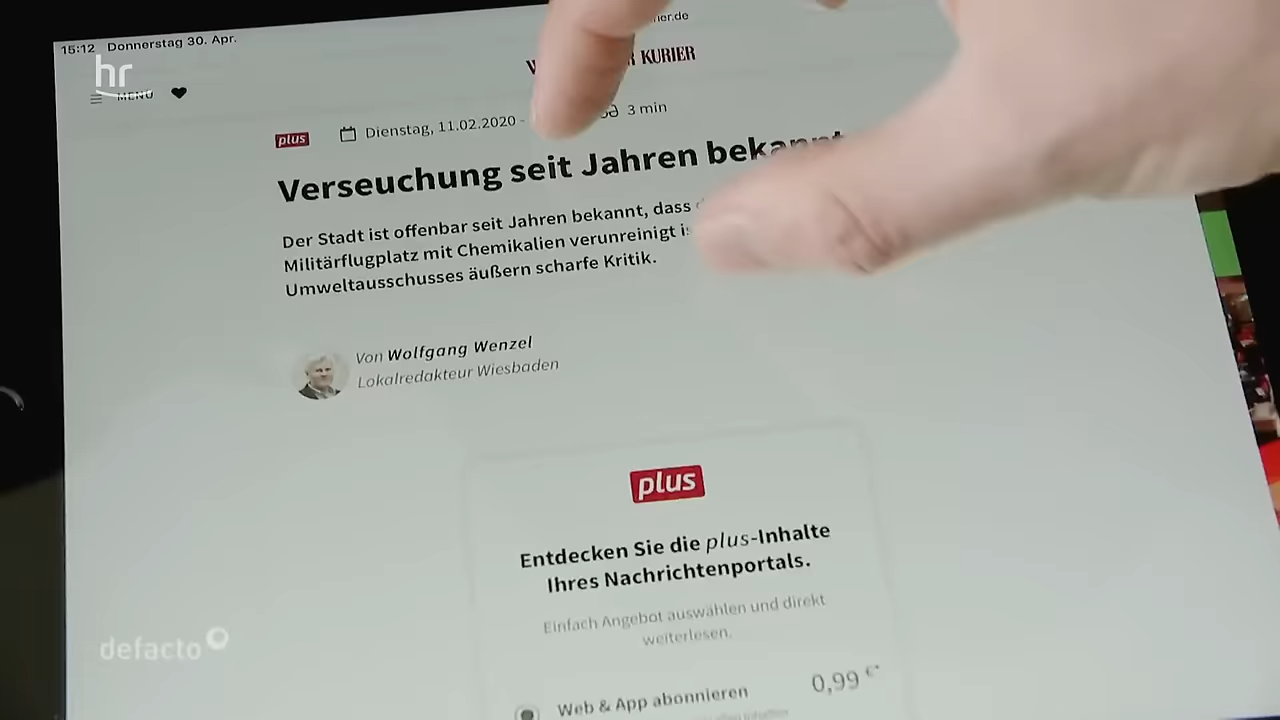 15:12 Donnerstag 30. Apr.
hr
MENÜ
KURIER
plus
Dienstag, 11.02.2020 -
3 min
Verseuchung seit Jahren bekannt
Der Stadt ist offenbar seit Jahren bekannt, dass
Militärflugplatz mit Chemikalien verunreinigt
Umweltausschusses äußern scharfe Kritik.
Von Wolfgang Wenzel
Lokalredakteur Wiesbaden
plus
Entdecken Sie die plus-Inhalte
Ihres Nachrichtenportals.
Einfach Angebot auswählen und direkt
weiterlesen.
Web & App abonnieren
0,99 €*
defacto